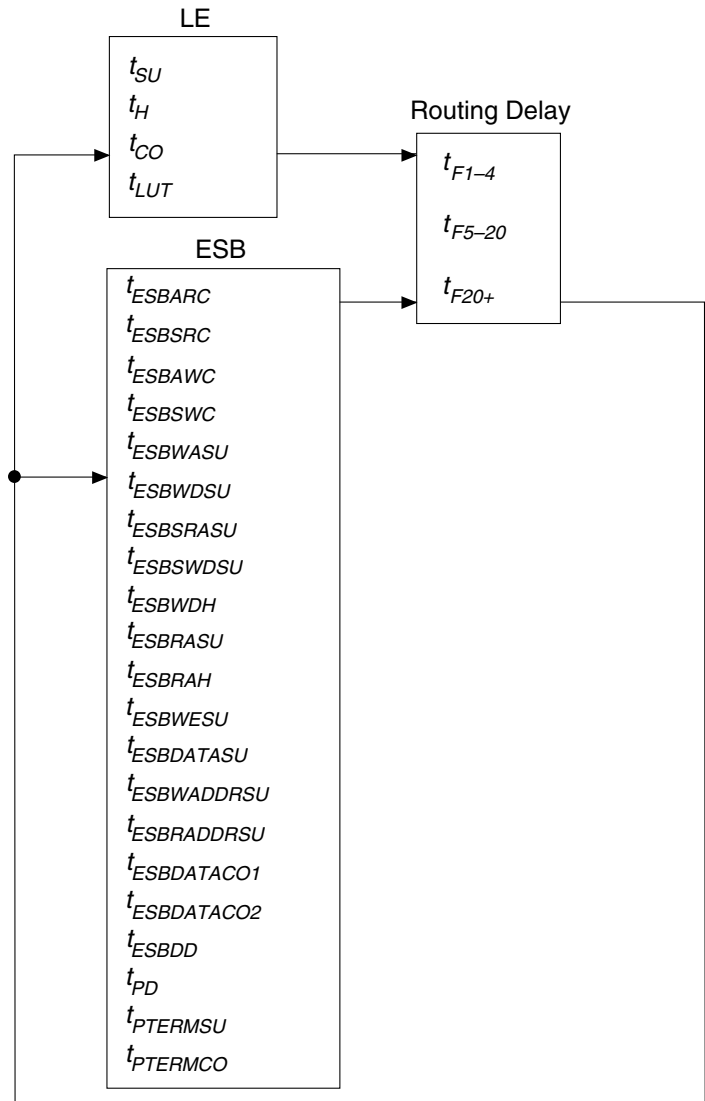 LE
tSU
tH
tCO
tLUT
Routing Delay
tF1–4
tF5–20
tF20+
ESB
tESBARC
tESBSRC
tESBAWC
tESBSWC
tESBWASU
tESBWDSU
tESBSRASU
tESBSWDSU
tESBWDH
tESBRASU
tESBRAH
tESBWESU
tESBDATASU
tESBWADDRSU
tESBRADDRSU
tESBDATACO1
tESBDATACO2
tESBDD
tPD
tPTERMSU
tPTERMCO